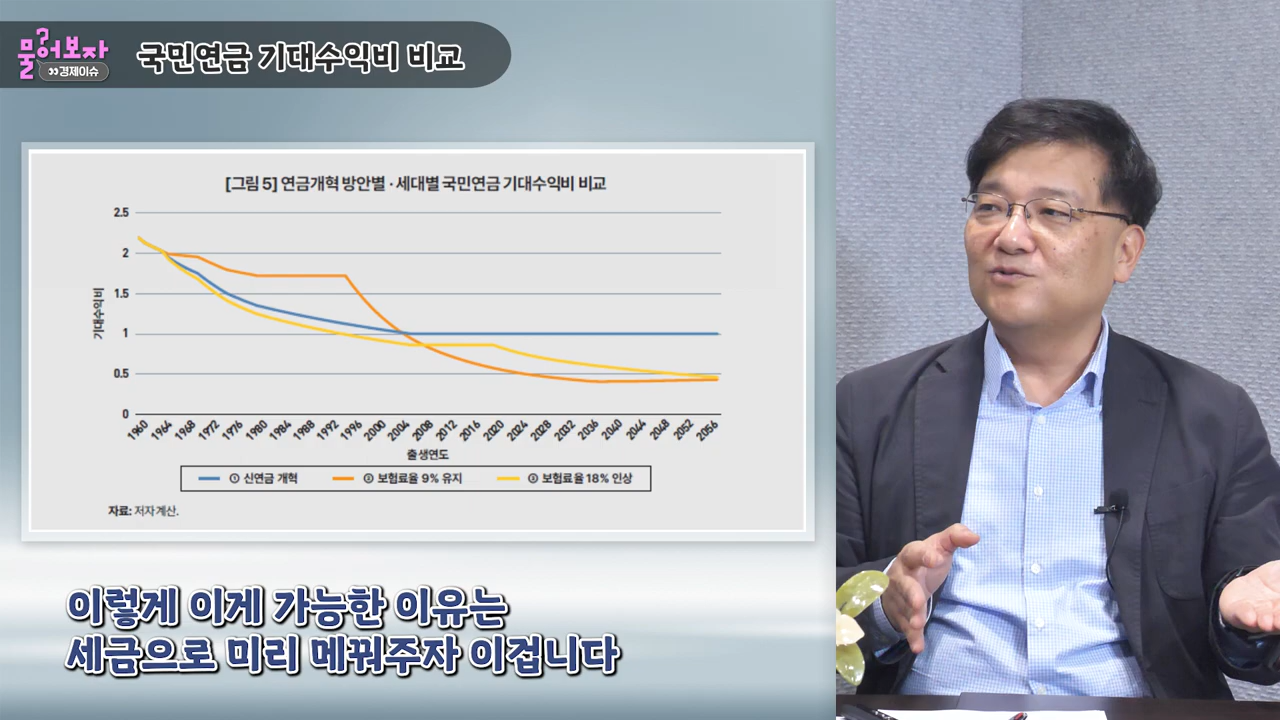 물어보자
경제이슈
국민연금 기대수익비 비교
[그림 5] 연금개혁 방안별 · 세대별 국민연금 기대수익비 비교
2.5
2
1.5
1
0.5
0
기대수익비
1960 1964 1968 1972 1976 1980 1984 1988 1992 1996 2000 2004 2008 2012 2016 2020 2024 2028 2032 2036 2040 2044 2048 2052 2056
출생연도
① 신연금 개혁 ② 보험료율 9% 유지 ③ 보험료율 18% 인상
자료: 저자 계산.
이렇게 이게 가능한 이유는
세금으로 미리 메꿔주자 이겁니다